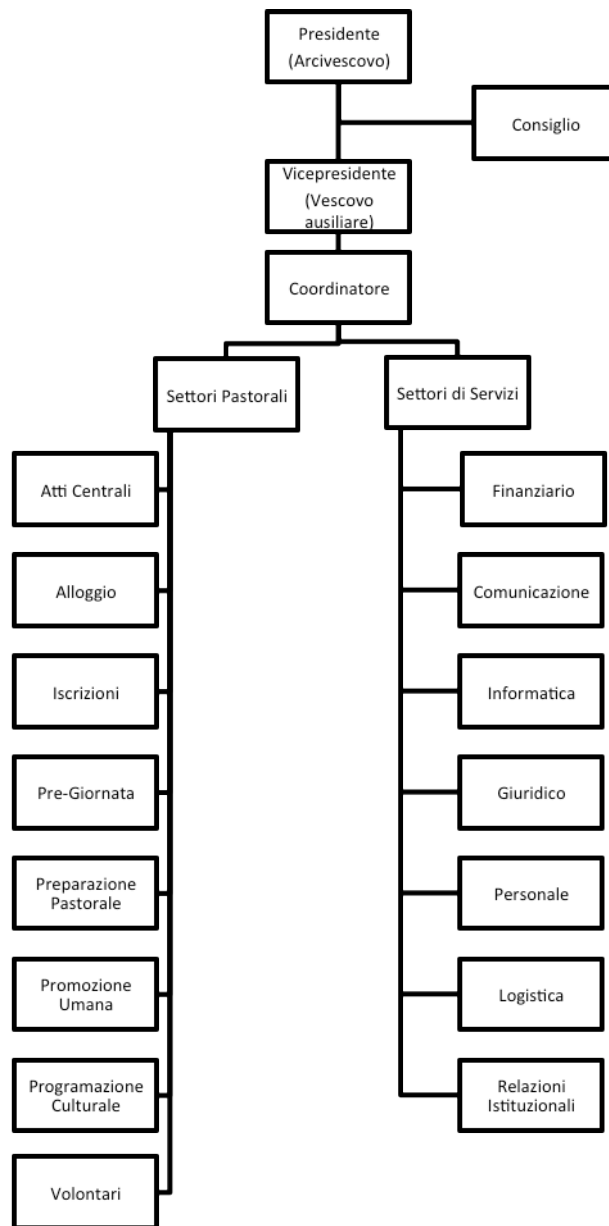 Presidente
(Arcivescovo)
Consiglio
Vicepresidente
(Vescovo
ausiliare)
Coordinatore
Settori Pastorali
Settori di Servizi
Atti Centrali
Finanziario
Alloggio
Comunicazione
Iscrizioni
Informatica
Pre-Giornata
Giuridico
Preparazione
Pastorale
Personale
Promozione
Umana
Logistica
Programazione
Culturale
Relazioni
Istituzionali
Volontari